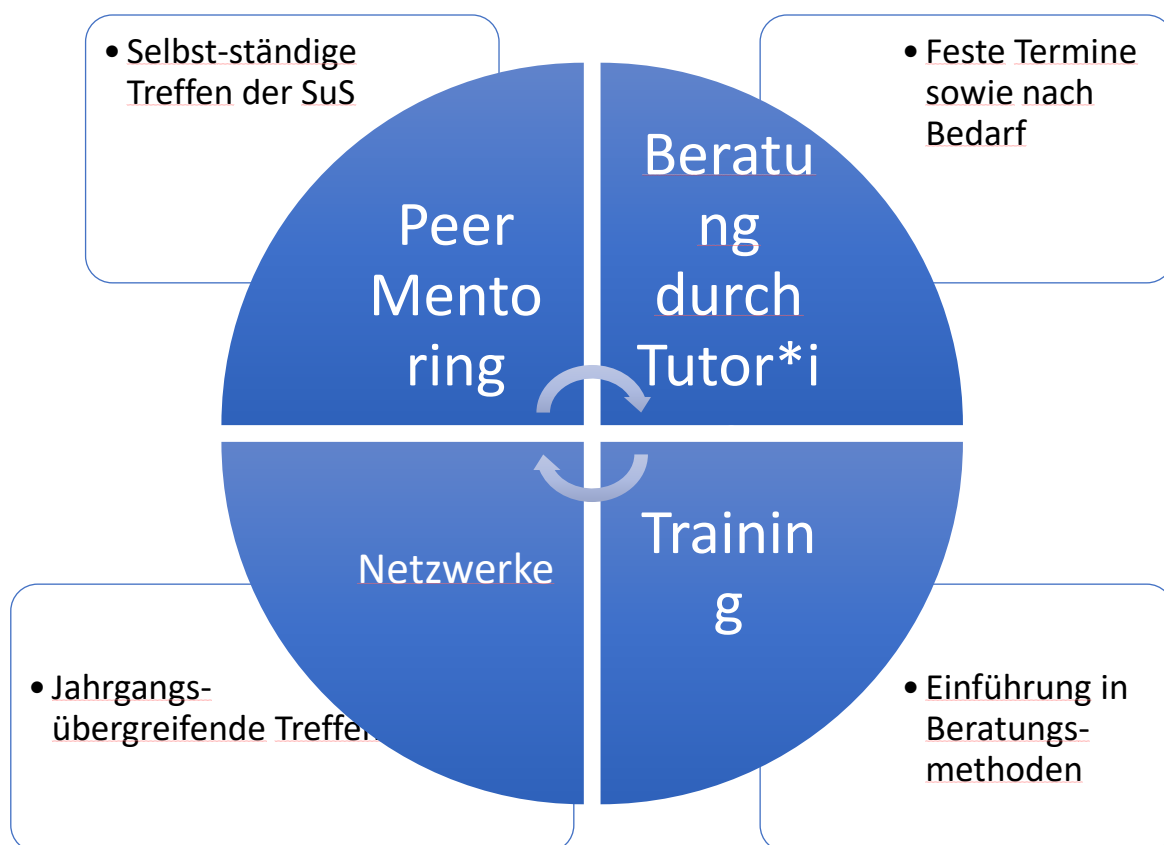 • Selbst-ständige
Treffen der SuS
• Feste Termine
sowie nach
Bedarf
Peer
Mento
ring
Beratu
ng
durch
Tutor*i
Netzwerke
Trainin
g
• Jahrgangs-
übergreifende Treffen
• Einführung in
Beratungs-
methoden